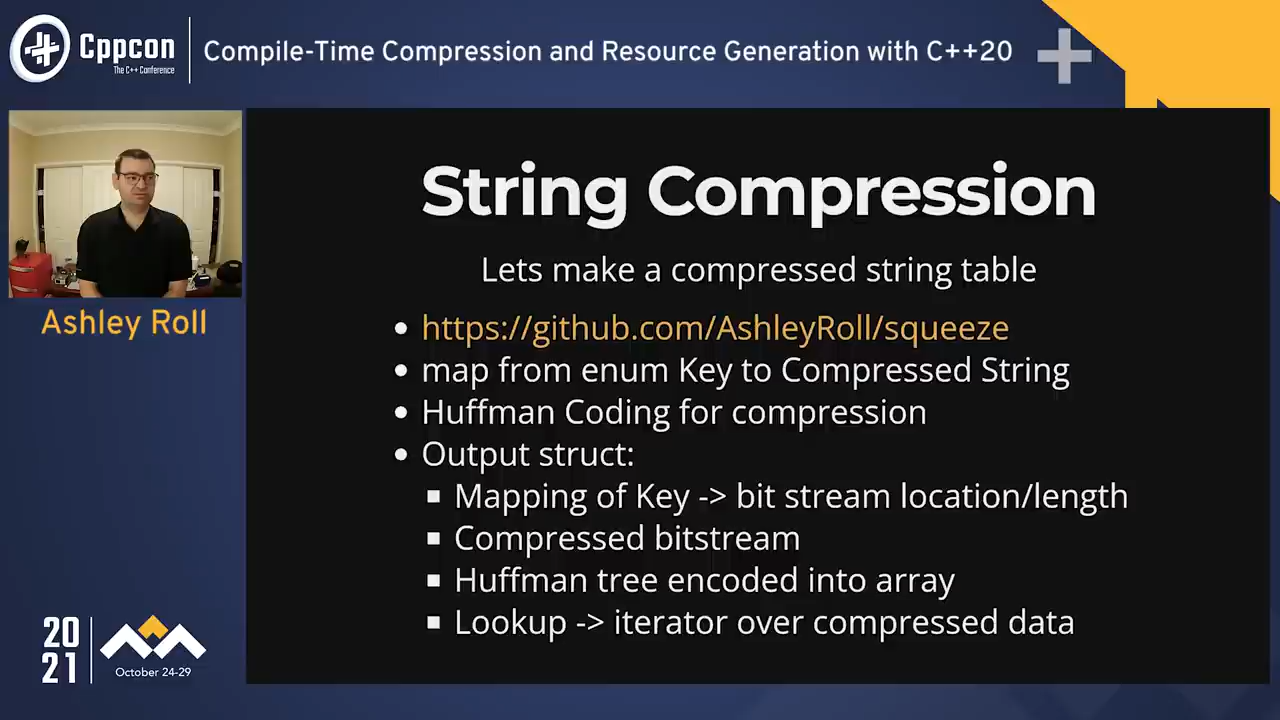 Cppcon
The C++ Conference
Compile-Time Compression and Resource Generation with C++20
Ashley Roll
String Compression
Lets make a compressed string table
https://github.com/AshleyRoll/squeeze
map from enum Key to Compressed String
Huffman Coding for compression
Output struct:
Mapping of Key -> bit stream location/length
Compressed bitstream
Huffman tree encoded into array
Lookup -> iterator over compressed data
20
21
October 24-29